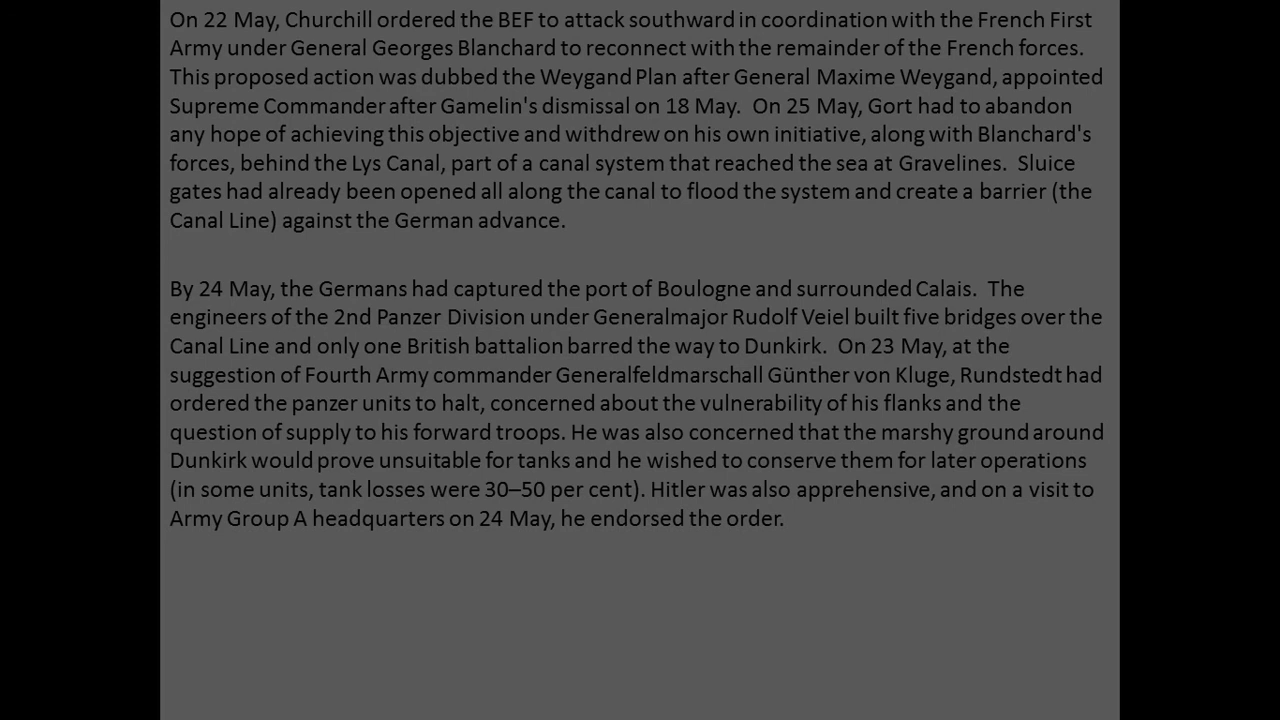 On 22 May, Churchill ordered the BEF to attack southward in coordination with the French First
Army under General Georges Blanchard to reconnect with the remainder of the French forces.
This proposed action was dubbed the Weygand Plan after General Maxime Weygand, appointed
Supreme Commander after Gamelin's dismissal on 18 May.  On 25 May, Gort had to abandon
any hope of achieving this objective and withdrew on his own initiative, along with Blanchard's
forces, behind the Lys Canal, part of a canal system that reached the sea at Gravelines.  Sluice
gates had already been opened all along the canal to flood the system and create a barrier (the
Canal Line) against the German advance.
By 24 May, the Germans had captured the port of Boulogne and surrounded Calais.  The
engineers of the 2nd Panzer Division under Generalmajor Rudolf Veiel built five bridges over the
Canal Line and only one British battalion barred the way to Dunkirk.  On 23 May, at the
suggestion of Fourth Army commander Generalfeldmarschall Günther von Kluge, Rundstedt had
ordered the panzer units to halt, concerned about the vulnerability of his flanks and the
question of supply to his forward troops. He was also concerned that the marshy ground around
Dunkirk would prove unsuitable for tanks and he wished to conserve them for later operations
(in some units, tank losses were 30–50 per cent). Hitler was also apprehensive, and on a visit to
Army Group A headquarters on 24 May, he endorsed the order.